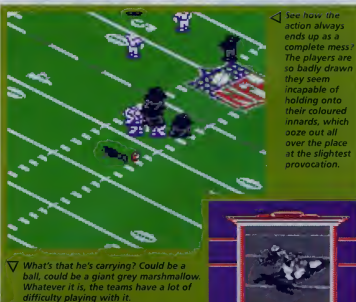 See how the
action always
ends up as a
complete mess?
The players are
so badly drawn
they seem
incapable of
holding onto
their coloured
innards, which
ooze out all
over the place
at the slightest
provocation.
NFL
What's that he's carrying? Could be a
ball, could be a giant grey marshmallow.
Whatever it is, the teams have a lot of
difficulty playing with it.